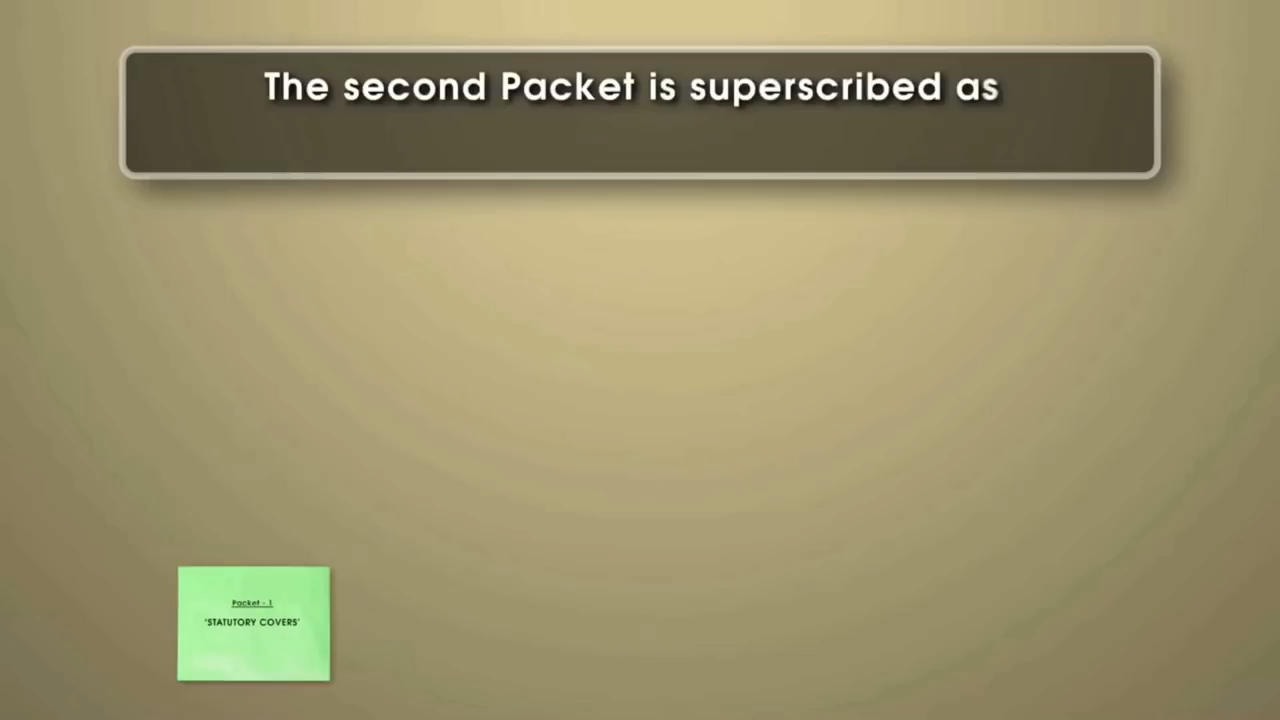 The second Packet is superscribed as
Packet - 1
'STATUTORY COVERS'